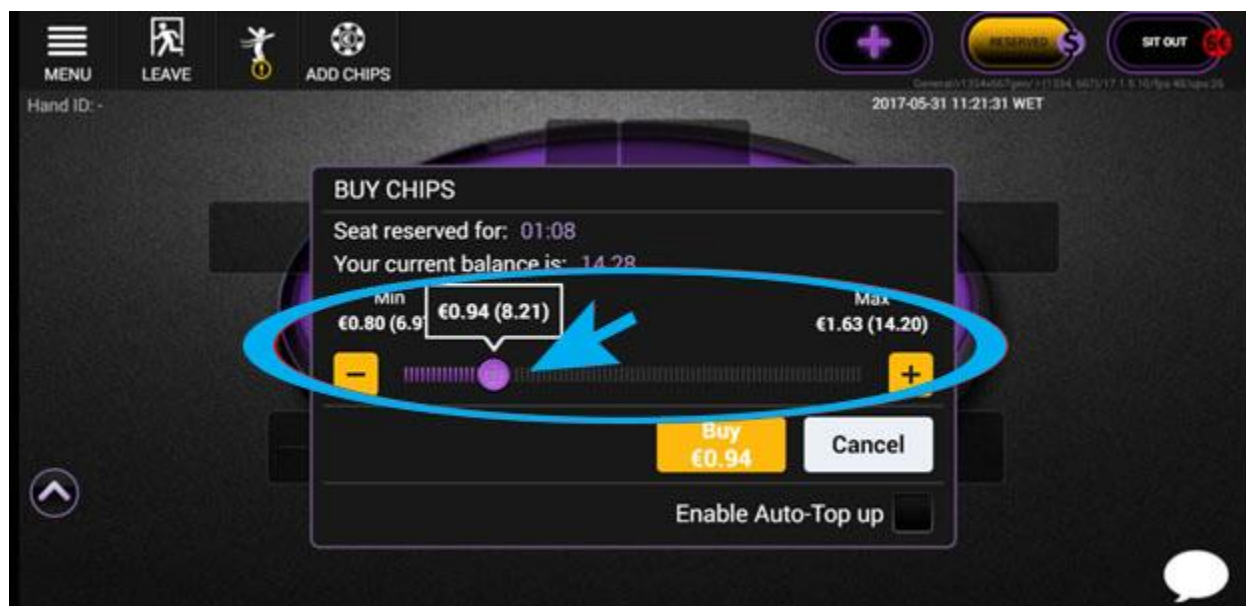 MENU
LEAVE
ADD CHIPS
RESERVED $
SIT OUT
Hand ID: -
2017-05-31 11:21:31 WET
BUY CHIPS
Seat reserved for: 01:08
Your current balance is: 14.28
Min
Max
€0.80 (6.9
€0.94 (8.21)
€1.63 (14.20)
−
+
Buy
€0.94
Cancel
Enable Auto-Top up